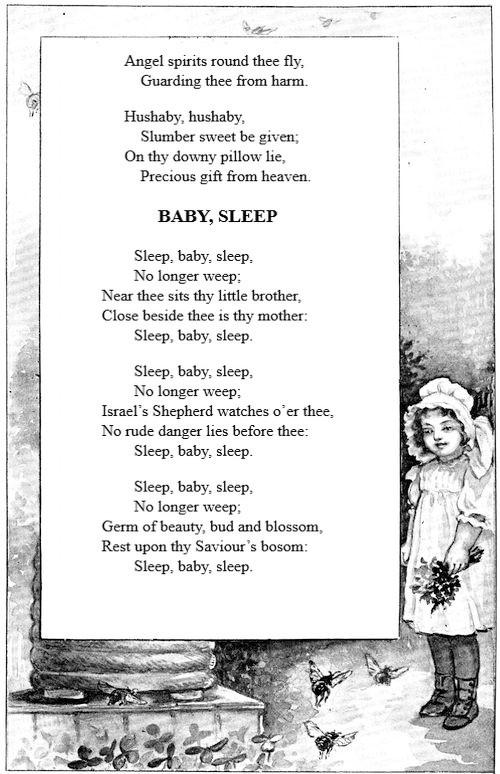 Angel spirits round thee fly,
Guarding thee from harm.
Hushaby, hushaby,
Slumber sweet be given;
On thy downy pillow lie,
Precious gift from heaven.
BABY, SLEEP
Sleep, baby, sleep,
No longer weep;
Near thee sits thy little brother,
Close beside thee is thy mother:
Sleep, baby, sleep.
Sleep, baby, sleep,
No longer weep;
Israel’s Shepherd watches o’er thee,
No rude danger lies before thee:
Sleep, baby, sleep.
Sleep, baby, sleep,
No longer weep;
Germ of beauty, bud and blossom,
Rest upon thy Saviour’s bosom:
Sleep, baby, sleep.